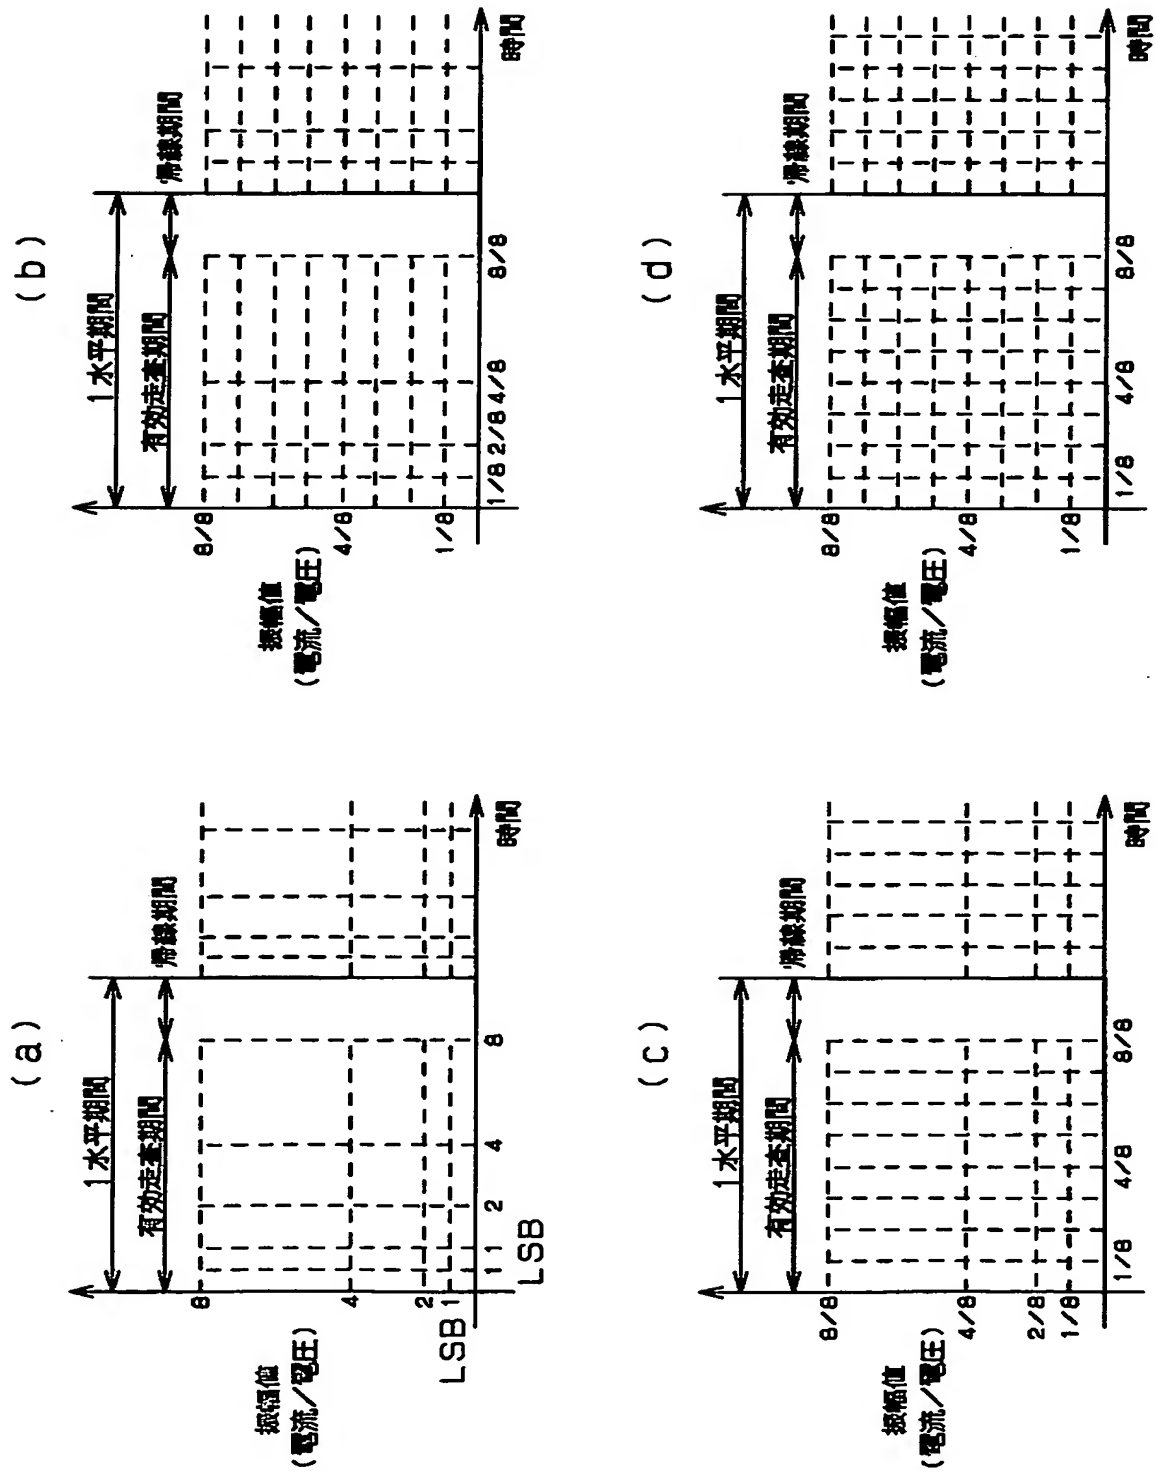 (a)
1水平期間
有効走査期間
帰線期間
振幅値
(電流/電圧)
8
4
2
1
LSB
1
2
4
8
LSB
時間
(b)
1水平期間
有効走査期間
帰線期間
振幅値
(電流/電圧)
8/8
4/8
1/8
1/8
2/8
4/8
8/8
時間
(c)
1水平期間
有効走査期間
帰線期間
振幅値
(電流/電圧)
8/8
4/8
2/8
1/8
1/8
4/8
8/8
時間
(d)
1水平期間
有効走査期間
帰線期間
振幅値
(電流/電圧)
8/8
4/8
1/8
1/8
4/8
8/8
時間